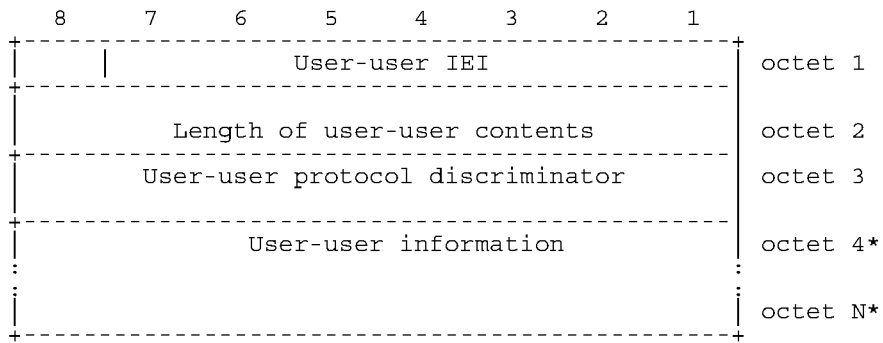 8 7 6 5 4 3 2 1
User-user IEI octet 1
Length of user-user contents octet 2
User-user protocol discriminator octet 3
User-user information octet 4*
octet N*